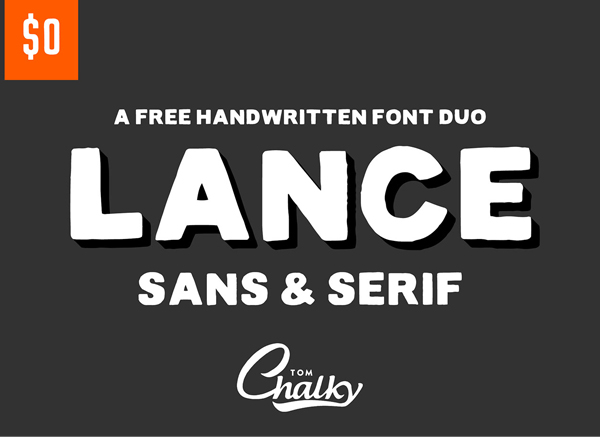 $0
A FREE HANDWRITTEN FONT DUO
LANCE
SANS & SERIF
TOM
Chalky